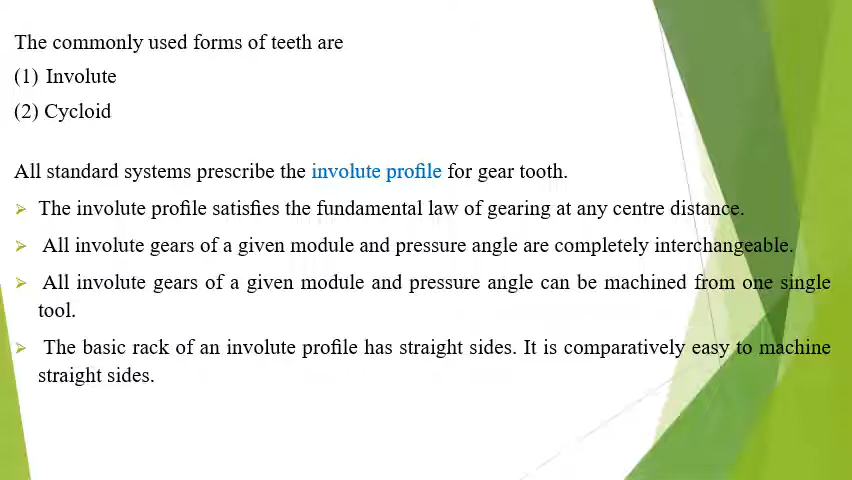 The commonly used forms of teeth are
(1) Involute
(2) Cycloid
All standard systems prescribe the involute profile for gear tooth.
➢ The involute profile satisfies the fundamental law of gearing at any centre distance.
➢ All involute gears of a given module and pressure angle are completely interchangeable.
➢ All involute gears of a given module and pressure angle can be machined from one single
tool.
➢ The basic rack of an involute profile has straight sides. It is comparatively easy to machine
straight sides.